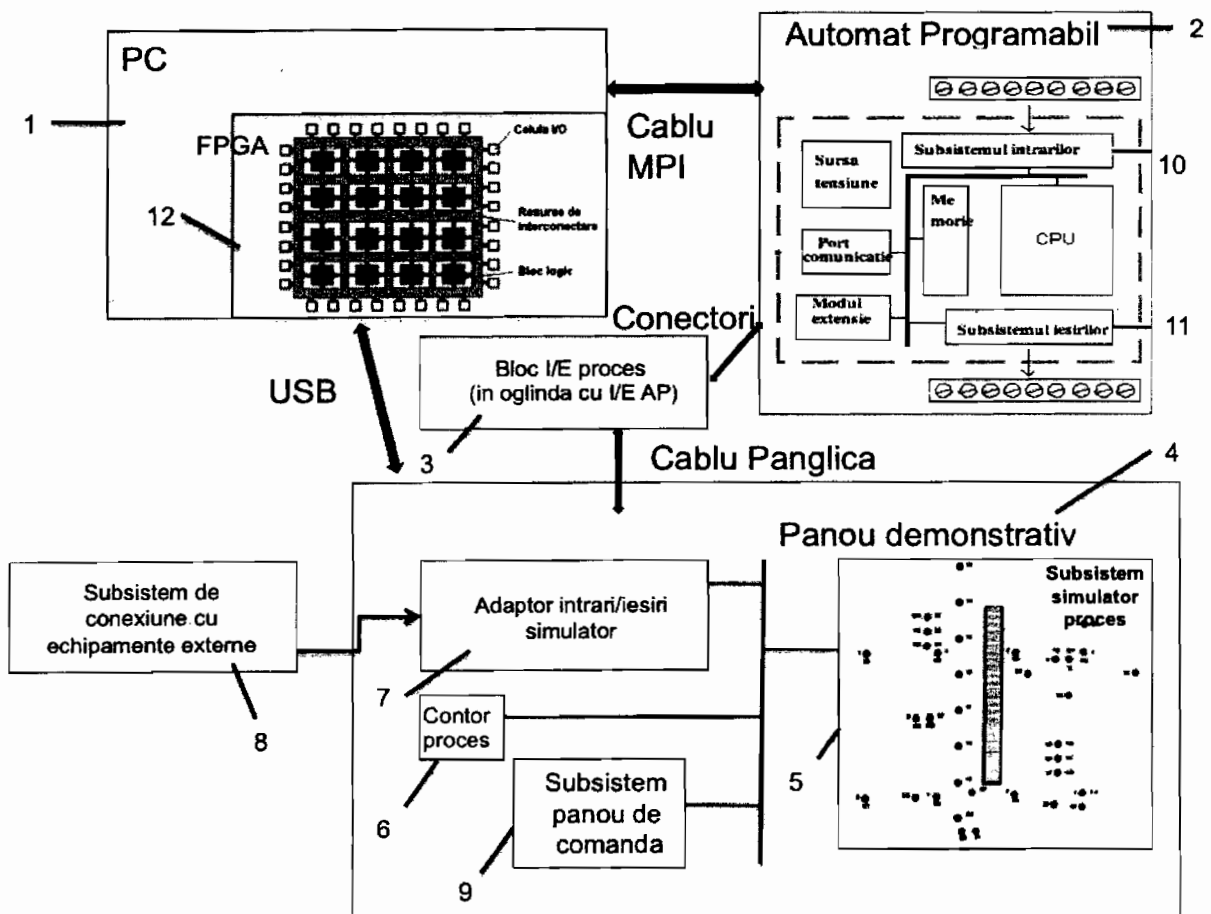 PC
1
FPGA
12
Celula I/O
Resurse de
interconectare
Bloc logic
Cablu
MPI
Automat Programabil
2
Sursa
tensiune
Subsistemul intrarilor
10
Me
morie
CPU
Port
comunicatie
Modul
extensie
Subsistemul iesirilor
11
Conectori
USB
Bloc I/E proces
(in oglinda cu I/E AP)
3
Cablu Panglica
4
Panou demonstrativ
Subsistem de
conexiune cu
echipamente externe
8
Adaptor intrari/iesiri
simulator
7
Contor
proces
6
Subsistem
panou de
comanda
9
Subsistem
simulator
proces
5